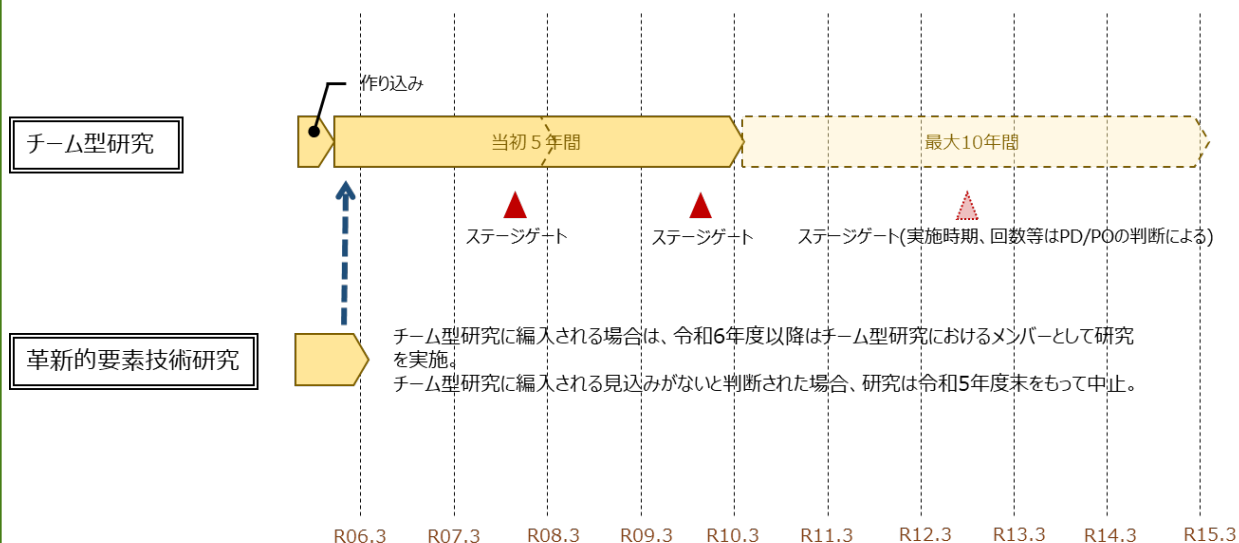 作り込み
チーム型研究
当初５年間
最大10年間
ステージゲート
ステージゲート
ステージゲート(実施時期、回数等はPD/POの判断による)
革新的要素技術研究
チーム型研究に編入される場合は、令和6年度以降はチーム型研究におけるメンバーとして研究
を実施。
チーム型研究に編入される見込みがないと判断された場合、研究は令和5年度末をもって中止。
R06.3
R07.3
R08.3
R09.3
R10.3
R11.3
R12.3
R13.3
R14.3
R15.3